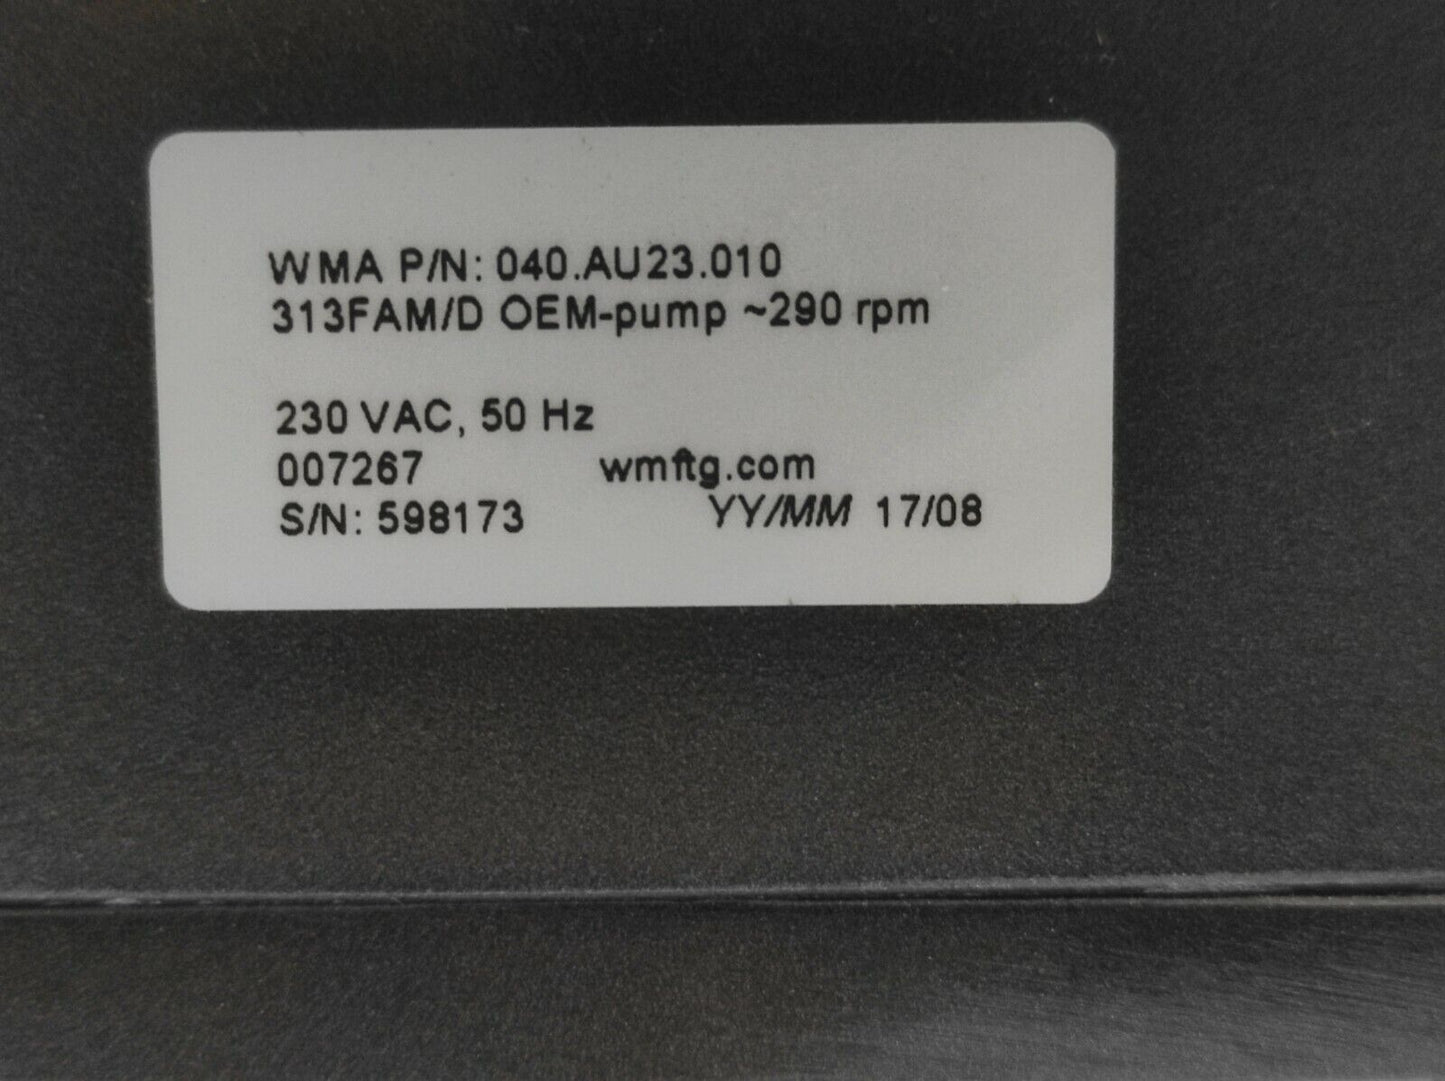 WMA P/N: 040.AU23.010
313FAM/D OEM-pump ~290 rpm
230 VAC, 50 Hz
007267 wmftg.com
S/N: 598173 YY/MM 17/08